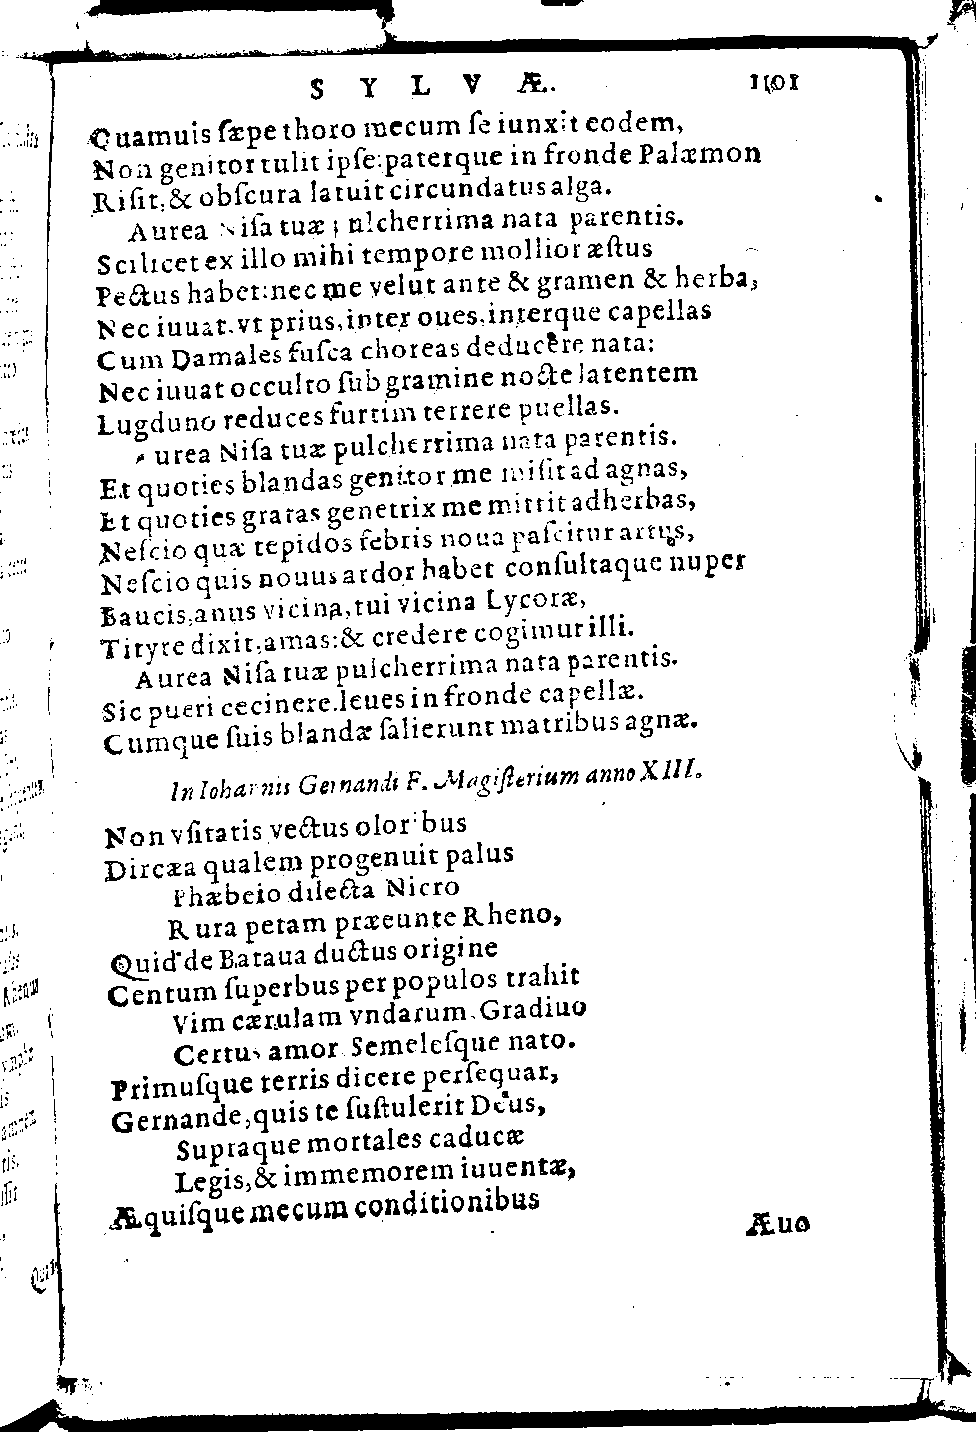 SYLVÆ. 1101
Quamuis ſæpe thoro mecum ſe iunxit eodem,
Non genitor tulit ipſe: paterque in fronde Palæmon
Riſit, & obſcura latuit circundatus alga.
Aurea Niſa tuæ pulcherrima nata parentis.
Scilicet ex illo mihi tempore mollior æſtus
Pectus habet: nec me velut ante & gramen & herba,
Nec iuuat, vt prius, inter oues, interque capellas
Cum Damales fuſca choreas deducere nata:
Nec iuuat occulto ſub gramine nocte latentem
Lugduno reduces furtim terrere puellas.
urea Niſa tuæ pulcherrima nata parentis.
Et quoties blandas genitor me miſit ad agnas,
Et quoties gratas genetrix me mittit ad herbas,
Neſcio quæ tepidos febris noua paſcitur artus,
Neſcio quis nouus ardor habet conſultaque nuper
Baucis, anus vicina, tui vicina Lycoræ,
Tityre dixit, amas: & credere cogimur illi.
Aurea Niſa tuæ pulcherrima nata parentis.
Sic pueri cecinere. leues in fronde capellæ.
Cumque ſuis blandæ ſalierunt matribus agnæ.
In Iohannis Gernandi F. Magiſterium anno XIII.
Non vſitatis vectus oloribus
Dircæa qualem progenuit palus
Phæbeio dilecta Nicro
Rura petam præeunte Rheno,
Quid de Bataua ductus origine
Centum ſuperbus per populos trahit
Vim cærulam vndarum. Gradiuo
Certus amor Semeleſque nato.
Primuſque terris dicere perſequar,
Gernande, quis te ſuſtulerit Deus,
Supraque mortales caducæ
Legis, & immemorem iuuentæ,
Æquiſque mecum conditionibus
Æuo